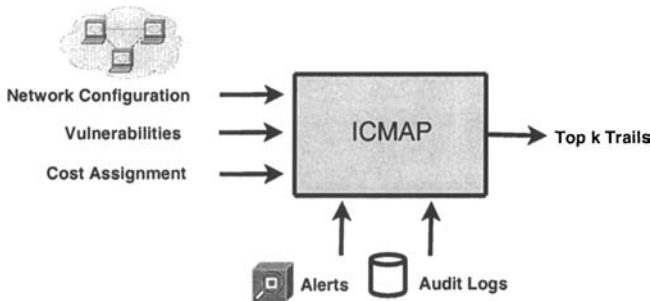 Network Configuration
Vulnerabilities
Cost Assignment
ICMAP
Top k Trails
Alerts
Audit Logs